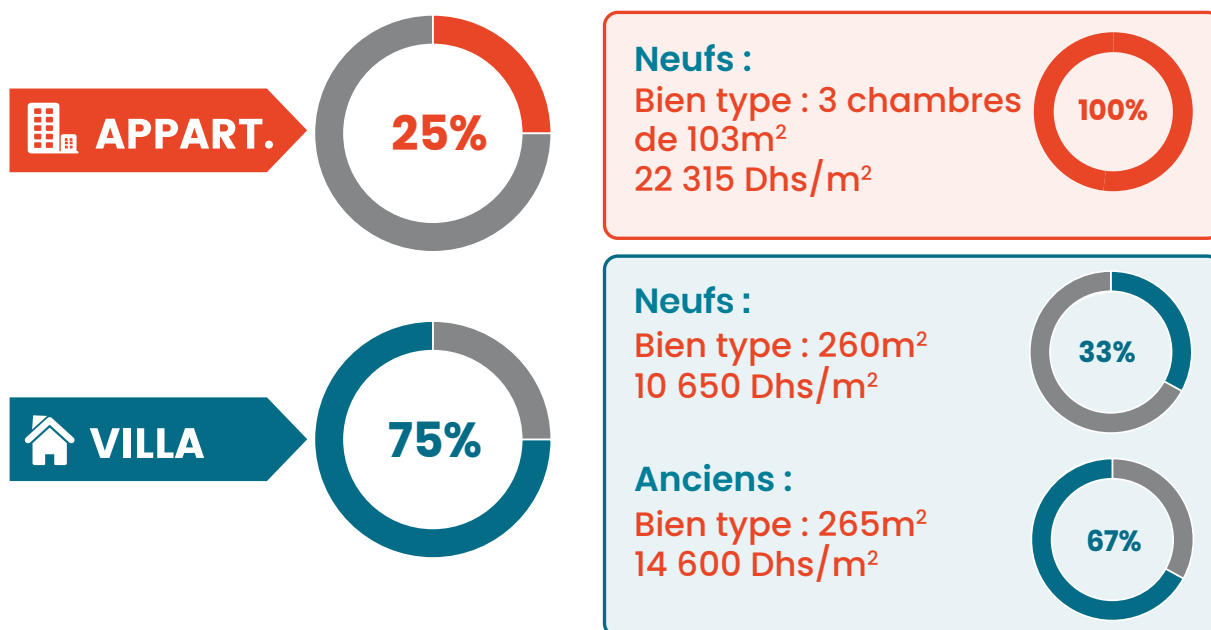 APPART.
25%
Neufs :
Bien type : 3 chambres
de 103m²
22 315 Dhs/m²
100%
VILLA
75%
Neufs :
Bien type : 260m²
10 650 Dhs/m²
33%
Anciens :
Bien type : 265m²
14 600 Dhs/m²
67%